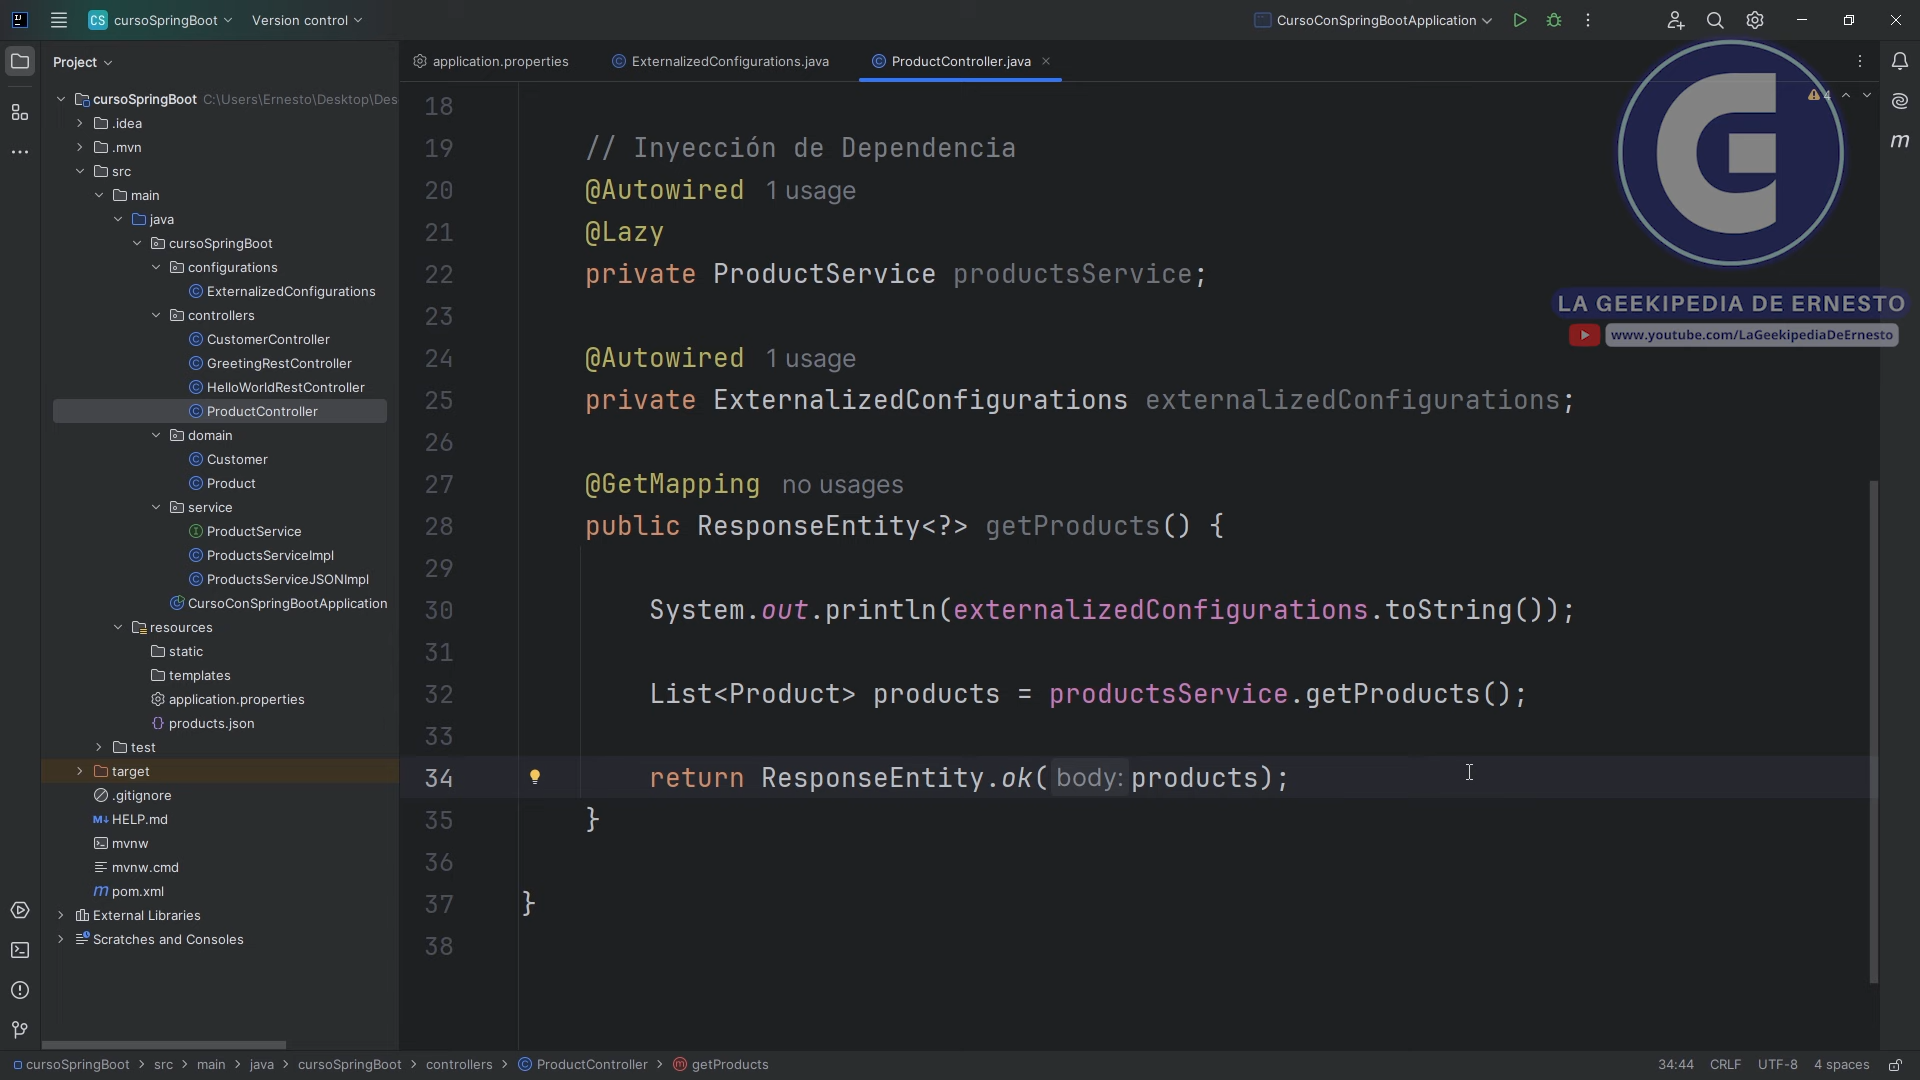 cursoSpringBoot
Version control
CursoConSpringBootApplication
Project
application.properties
ExternalizedConfigurations.java
ProductController.java
cursoSpringBoot C:\Users\Ernesto\Desktop\Des
.idea
.mvn
src
main
java
cursoSpringBoot
configurations
ExternalizedConfigurations
controllers
CustomerController
GreetingRestController
HelloWorldRestController
ProductController
domain
Customer
Product
service
ProductService
ProductsServiceImpl
ProductsServiceJSONImpl
CursoConSpringBootApplication
resources
static
templates
application.properties
products.json
test
target
.gitignore
HELP.md
mvnw
mvnw.cmd
pom.xml
External Libraries
Scratches and Consoles
18
19 // Inyección de Dependencia
20 @Autowired 1 usage
21 @Lazy
22 private ProductService productsService;
23
24 @Autowired 1 usage
25 private ExternalizedConfigurations externalizedConfigurations;
26
27 @GetMapping no usages
28 public ResponseEntity<?> getProducts() {
29
30 System.out.println(externalizedConfigurations.toString());
31
32 List<Product> products = productsService.getProducts();
33
34 return ResponseEntity.ok( body: products);
35 }
36
37 }
38
4
LA GEEKIPEDIA DE ERNESTO
www.youtube.com/LaGeekipediaDeErnesto
cursoSpringBoot > src > main > java > cursoSpringBoot > controllers > ProductController > getProducts
34:44 CRLF UTF-8 4 spaces